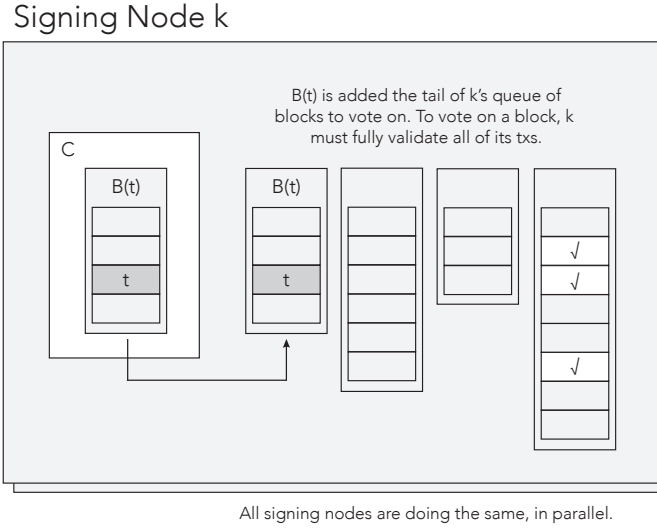 Signing Node k
B(t) is added the tail of k's queue of
blocks to vote on. To vote on a block, k
must fully validate all of its txs.
C
B(t)
B(t)
t
t
√
√
√
All signing nodes are doing the same, in parallel.